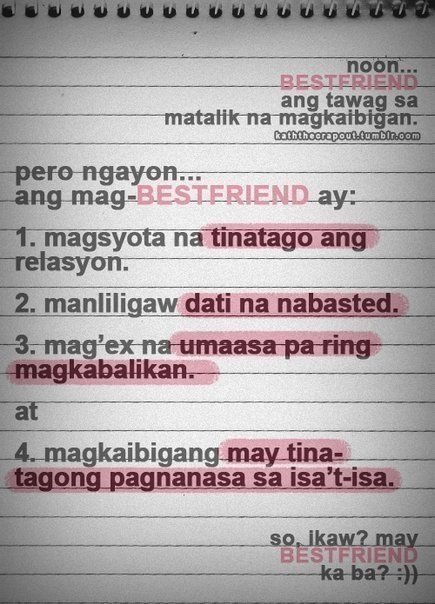 noon...
BESTFRIEND
ang tawag sa
matalik na magkaibigan.
kaththecrapout.tumblr.com
pero ngayon...
ang mag-BESTFRIEND ay:
1. magsyota na tinatago ang
relasyon.
2. manliligaw dati na nabasted.
3. mag'ex na umaasa pa ring
magkabalikan.
at
4. magkaibigang may tina-
tagong pagnanasa sa isa't-isa.
so, ikaw? may
BESTFRIEND
ka ba? :))